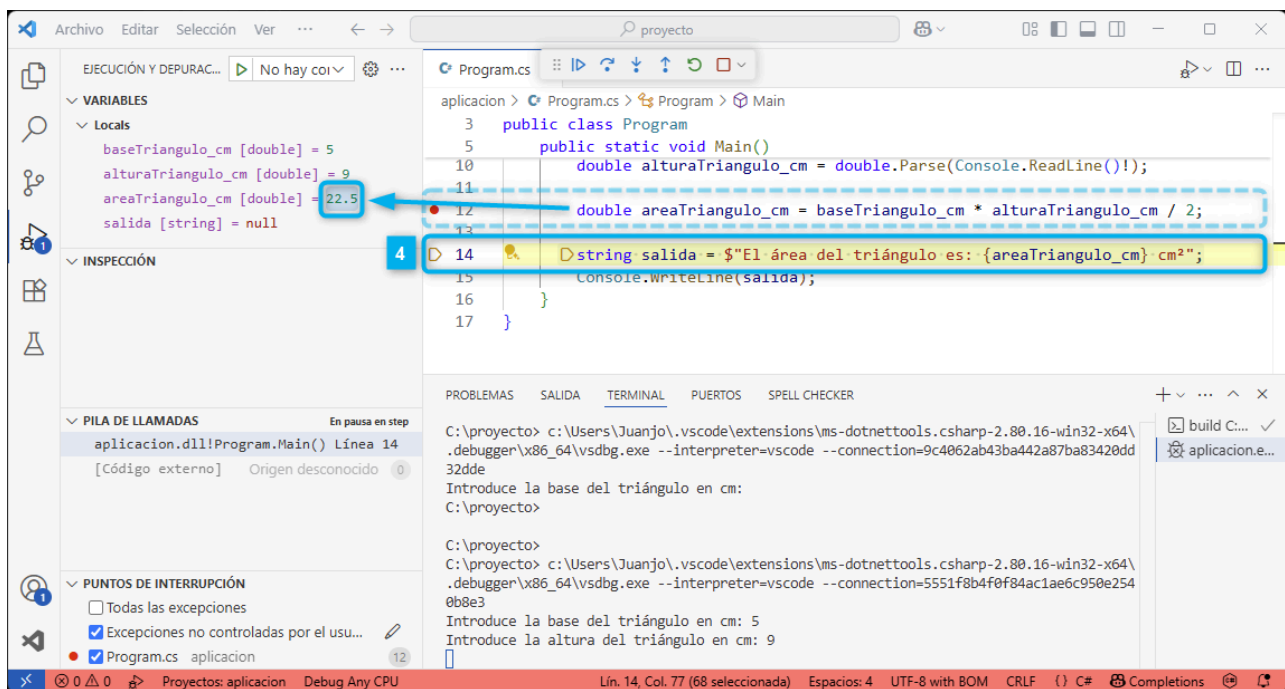 Archivo Editar Selección Ver ··· proyecto
EJECUCIÓN Y DEPURAC... No hay coi ···
VARIABLES
Locals
baseTriangulo_cm [double] = 5
alturaTriangulo_cm [double] = 9
areaTriangulo_cm [double] = 22.5
salida [string] = null
INSPECCIÓN
PILA DE LLAMADAS En pausa en step
aplicacion.dll!Program.Main() Línea 14
[Código externo] Origen desconocido 0
PUNTOS DE INTERRUPCIÓN
Todas las excepciones
Excepciones no controladas por el usu...
Program.cs aplicacion 12
1
1
C# Program.cs
aplicacion > C# Program.cs > Program > Main
3 public class Program
5 public static void Main()
10 double alturaTriangulo_cm = double.Parse(Console.ReadLine()!);
11
12 double areaTriangulo_cm = baseTriangulo_cm * alturaTriangulo_cm / 2;
13
4 14 string salida = $"El área del triángulo es: {areaTriangulo_cm} cm²";
15 Console.WriteLine(salida);
16 }
17 }
PROBLEMAS SALIDA TERMINAL PUERTOS SPELL CHECKER
C:\proyecto> c:\Users\Juanjo\.vscode\extensions\ms-dotnettools.csharp-2.80.16-win32-x64\
.debugger\x86_64\vsdbg.exe --interpreter=vscode --connection=9c4062ab43ba442a87ba83420dd
32dde
Introduce la base del triángulo en cm:
C:\proyecto>
C:\proyecto>
C:\proyecto> c:\Users\Juanjo\.vscode\extensions\ms-dotnettools.csharp-2.80.16-win32-x64\
.debugger\x86_64\vsdbg.exe --interpreter=vscode --connection=5551f8b4f0f84ac1ae6c950e254
0b8e3
Introduce la base del triángulo en cm: 5
Introduce la altura del triángulo en cm: 9
build C:...
aplicacion.e...
0 0 Proyectos: aplicacion Debug Any CPU Lín. 14, Col. 77 (68 seleccionada) Espacios: 4 UTF-8 with BOM CRLF {} C# Completions